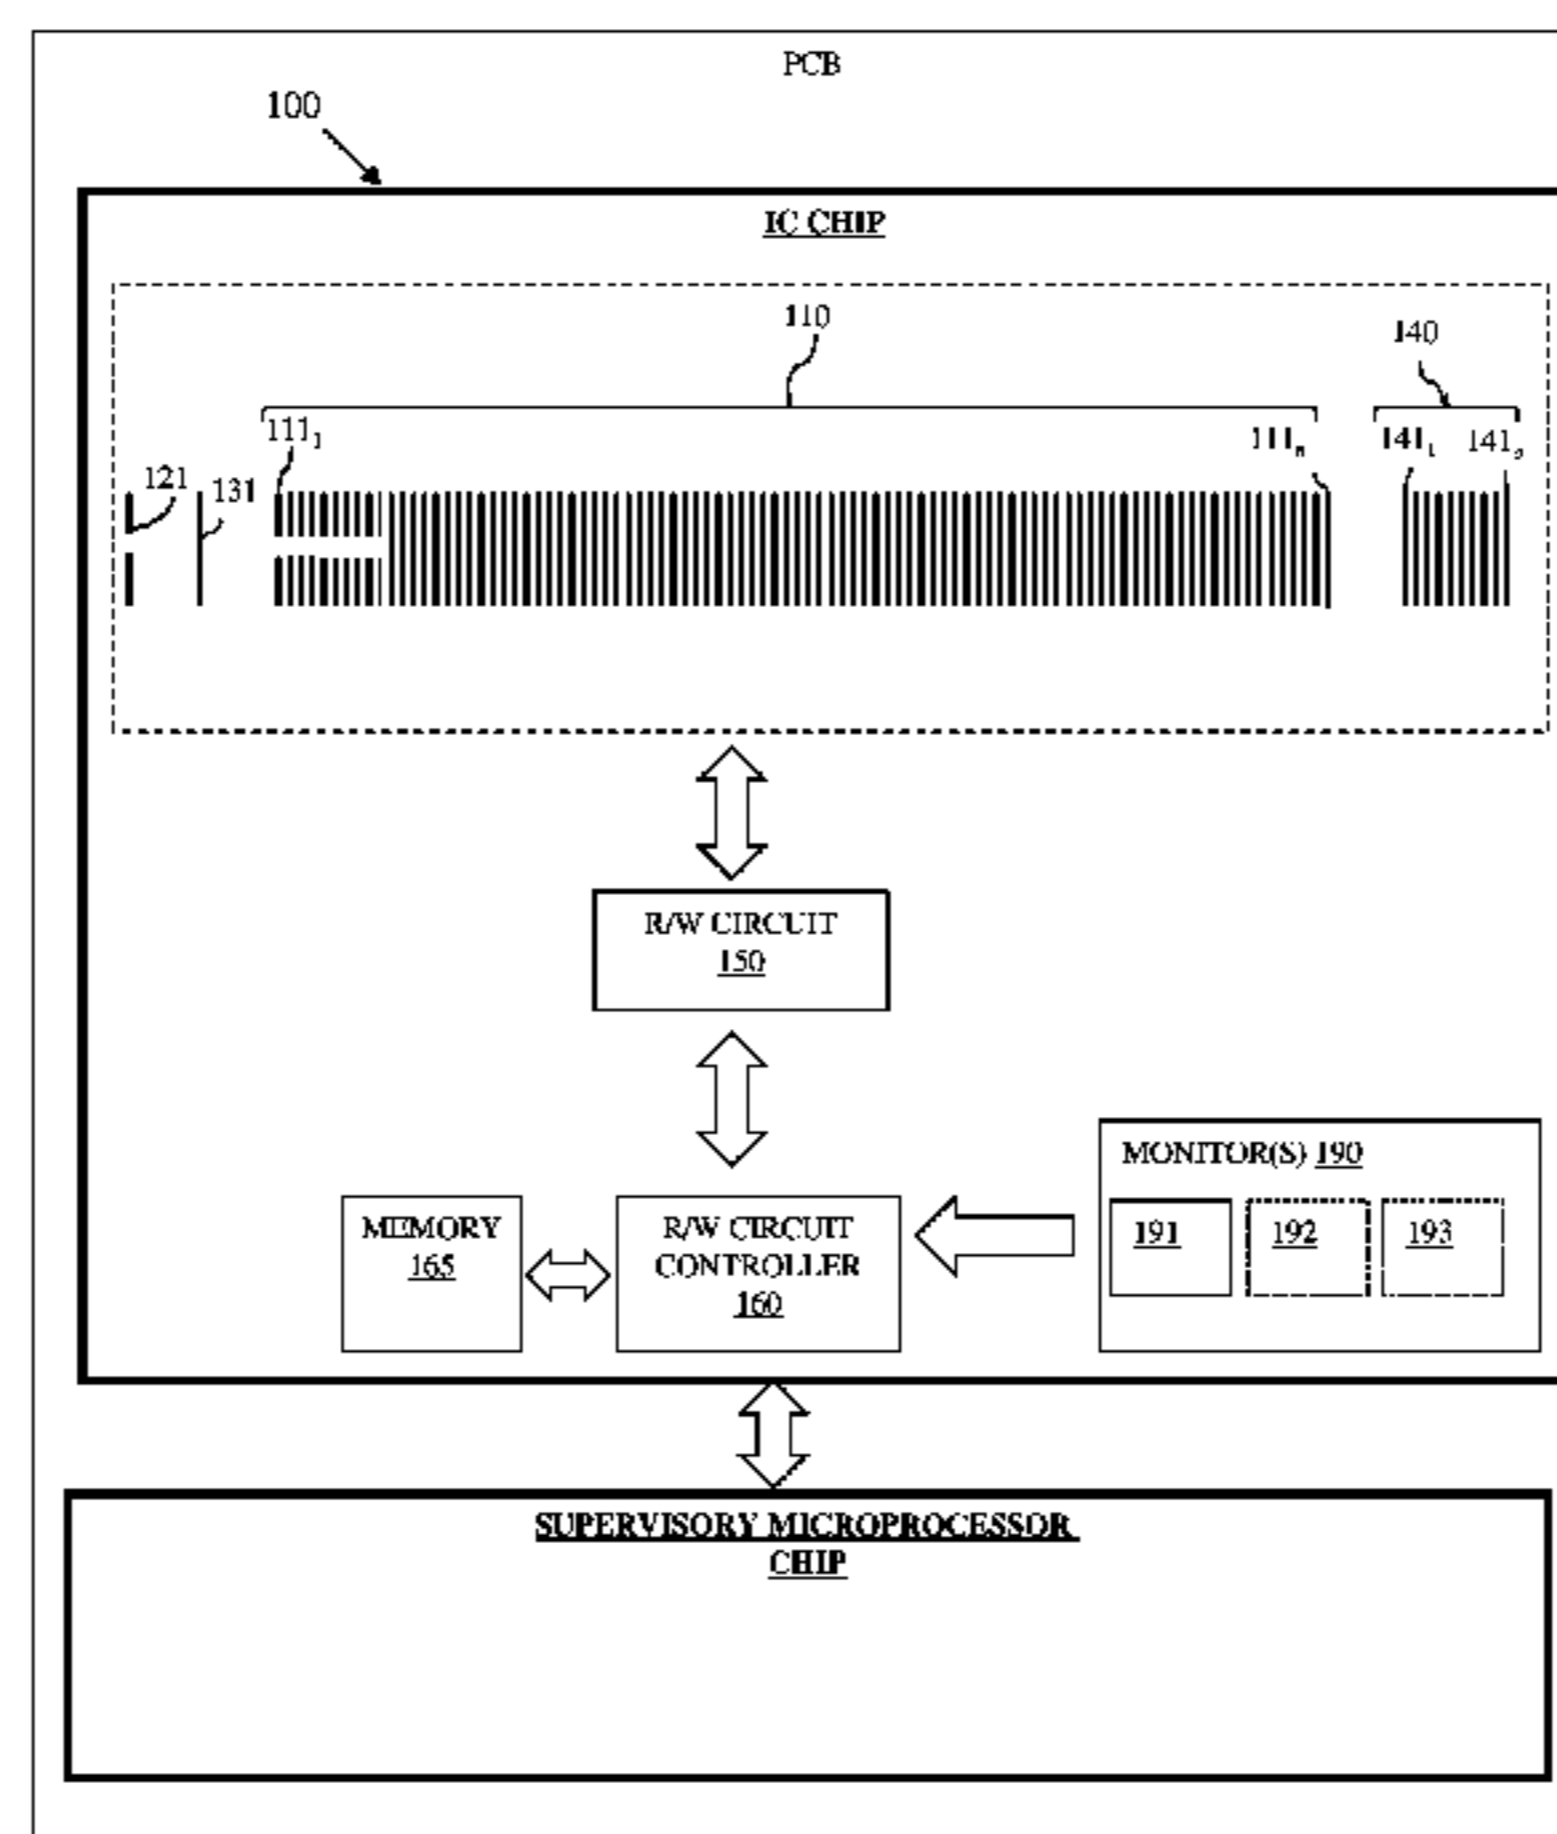 PCB
100
IC CHIP
110
140
111₁
111ₙ
141₁
141
121
131
R/W CIRCUIT
150
MONITOR(S) 190
191
192
193
MEMORY
165
R/W CIRCUIT
CONTROLLER
160
SUPERVISORY MICROPROCESSOR
CHIP